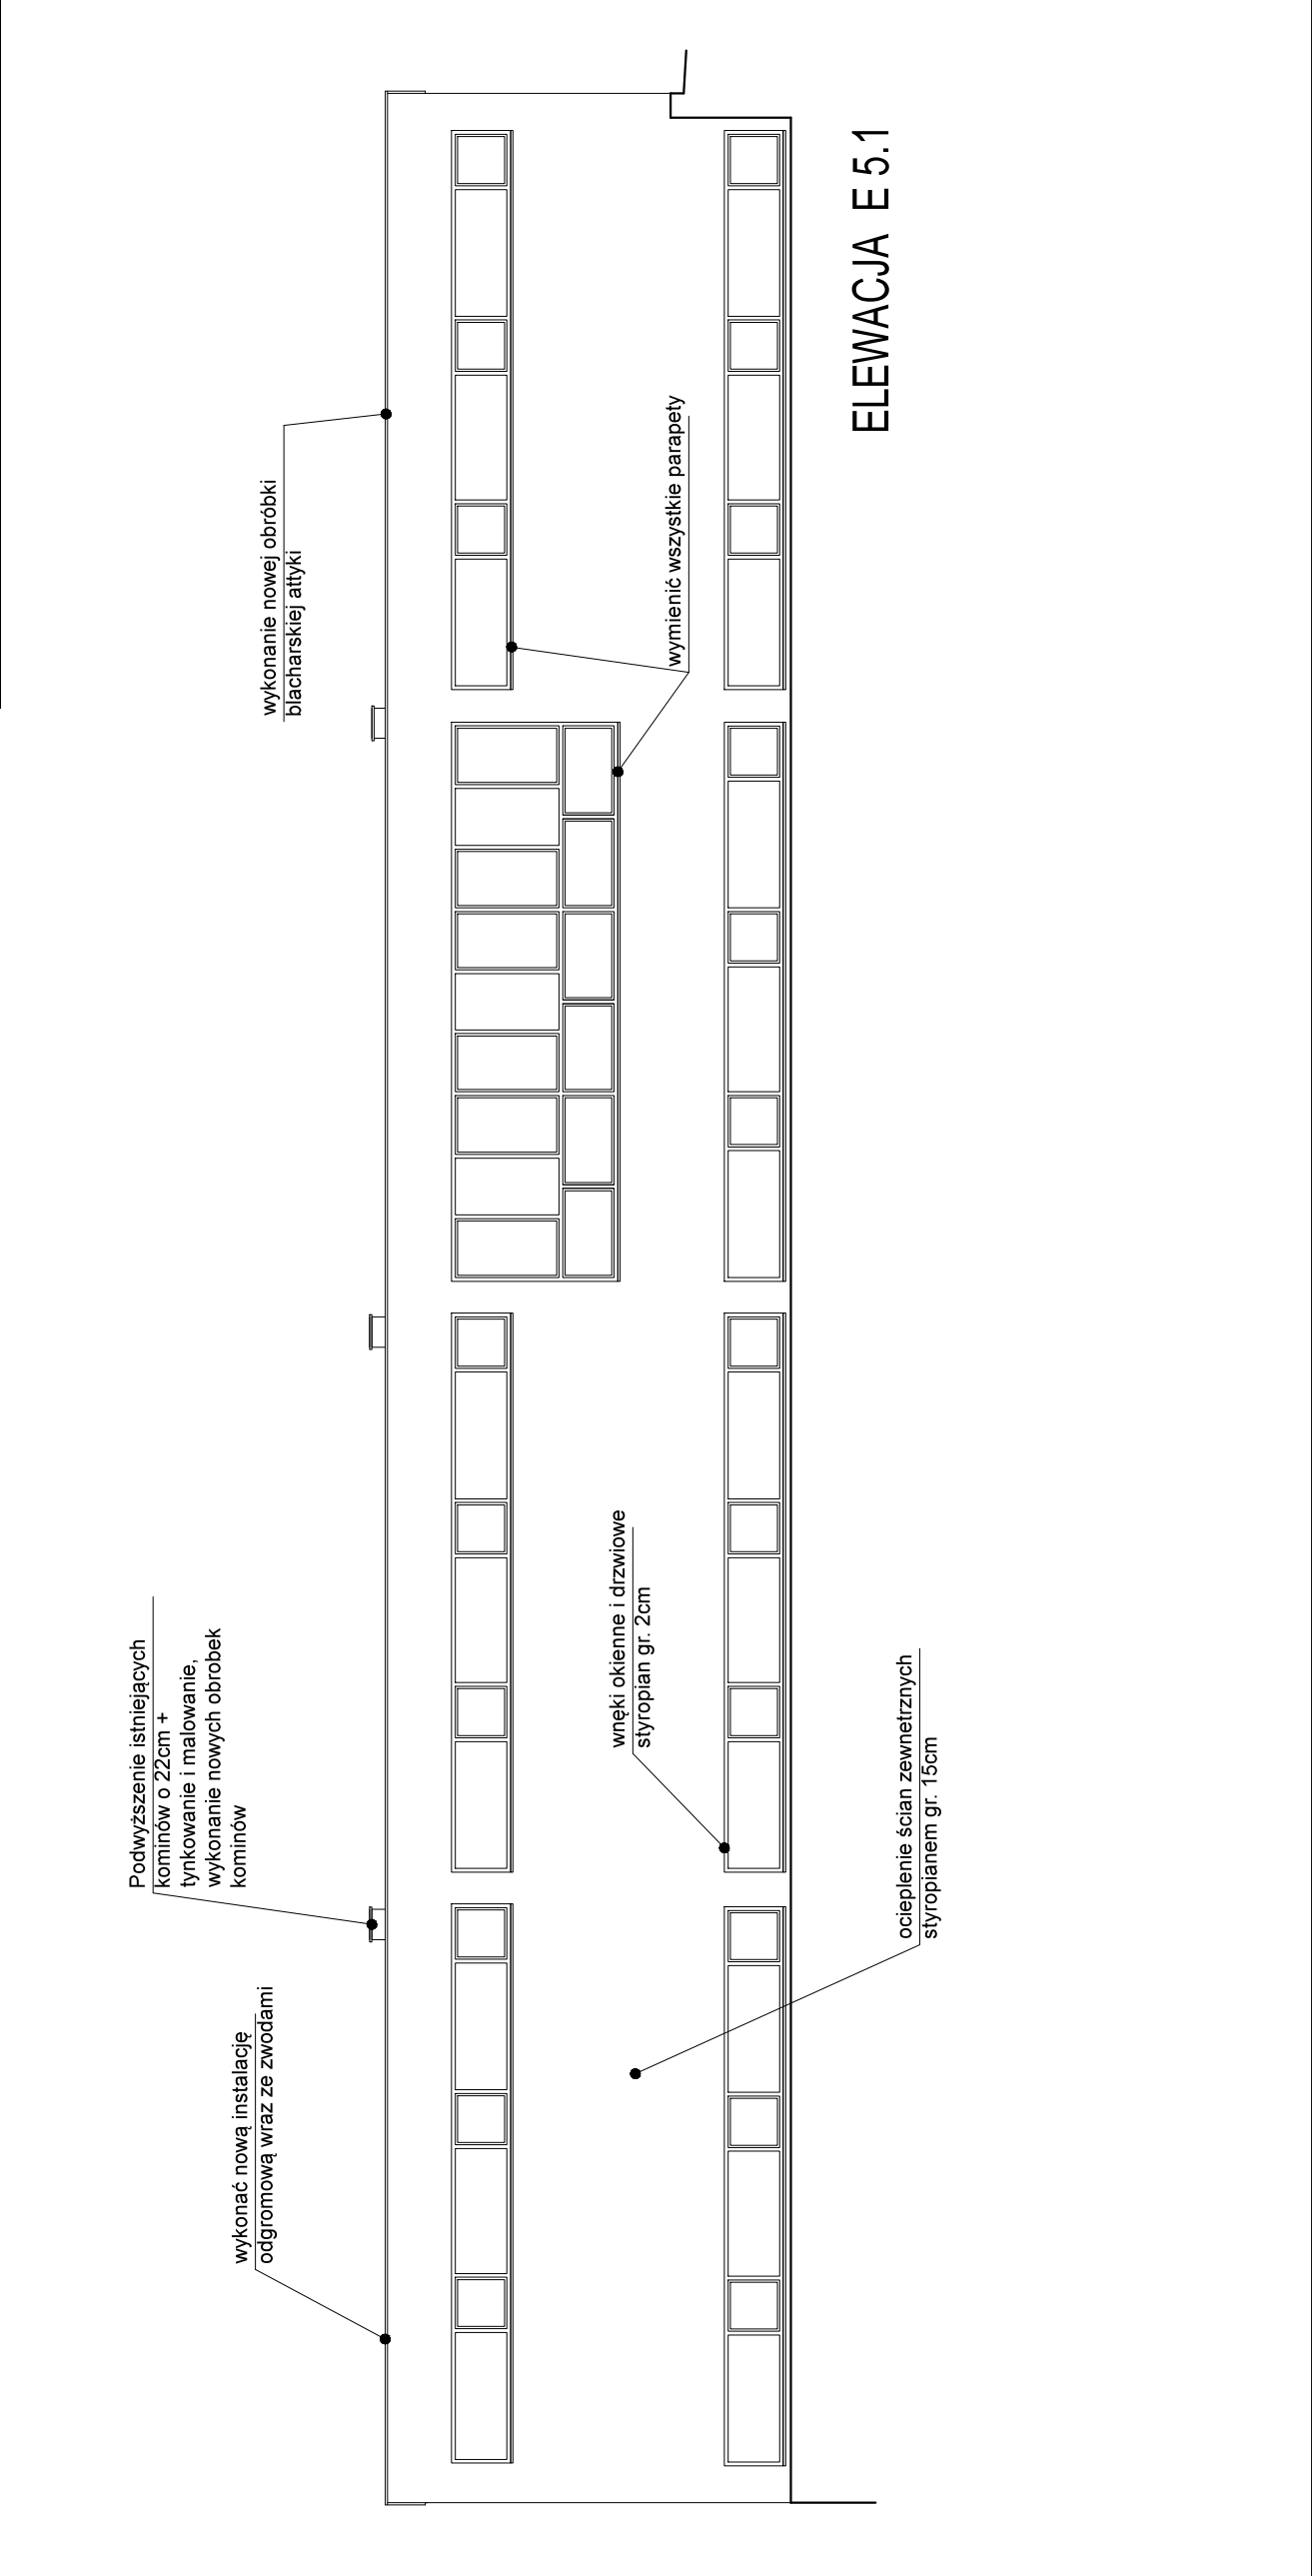 Podwyższenie istniejących
kominów o 22cm +
tynkowanie i malowanie,
wykonanie nowych obrobek
kominów
wykonać nową instalację
odgromową wraz ze zwodami
wykonanie nowej obróbki
blacharskiej attyki
wnęki okienne i drzwiowe
styropian gr. 2cm
wymienić wszystkie parapety
ocieplenie ścian zewnetrznych
styropianem gr. 15cm
ELEWACJA E 5.1